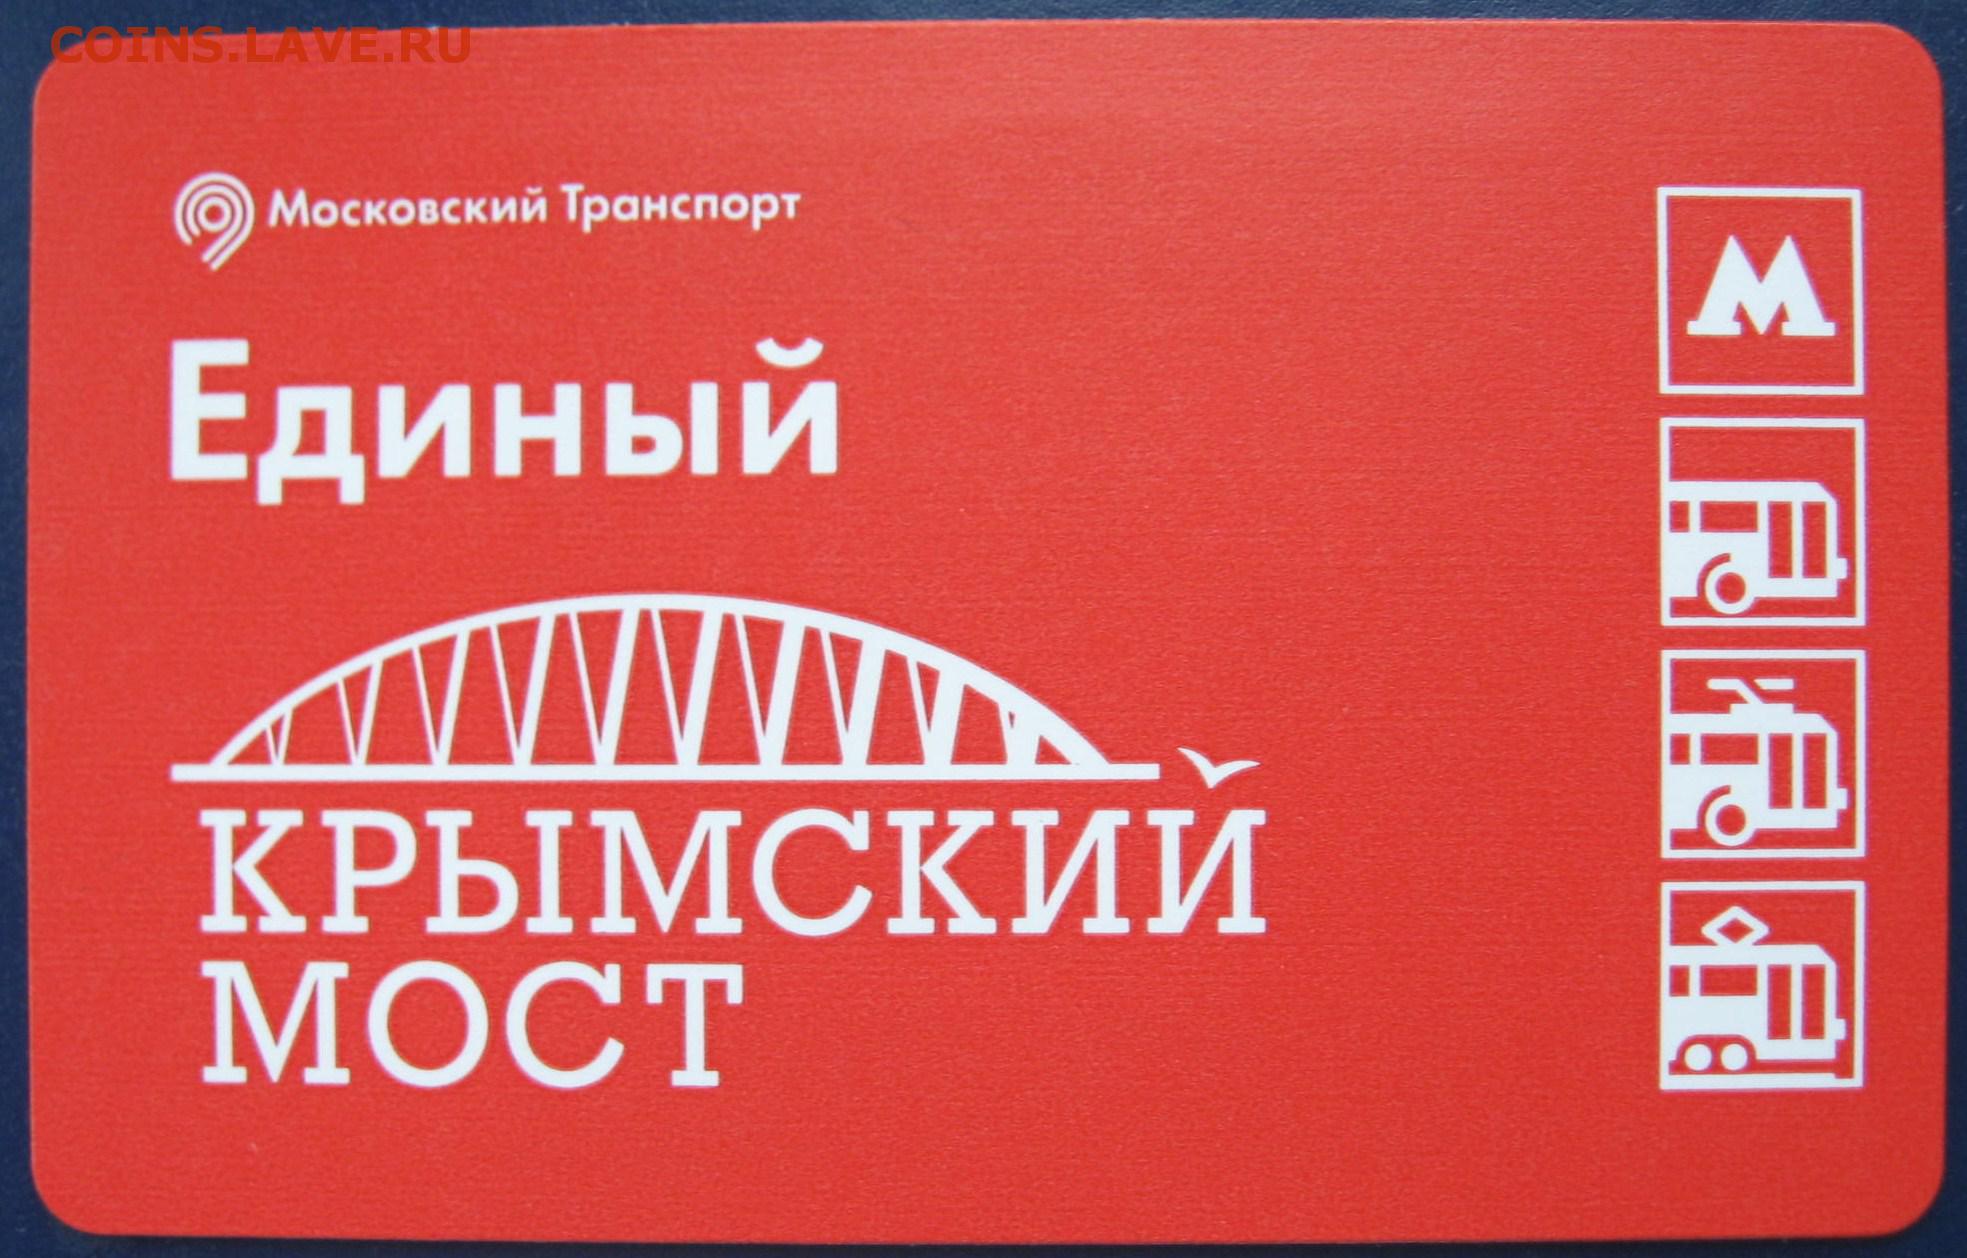 COINS.LAVE.RU
Московский Транспорт
Единый
КРЫМСКИЙ
МОСТ
М